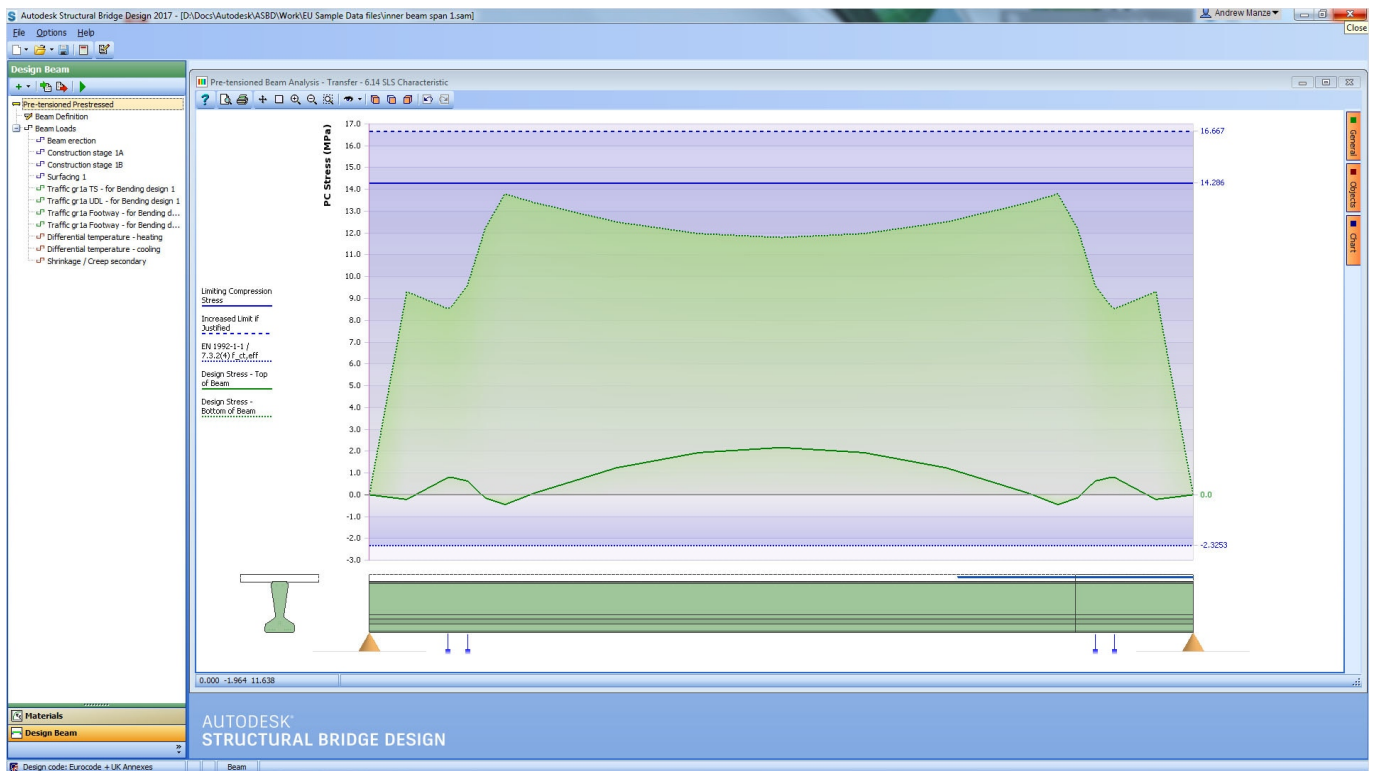 Autodesk Structural Bridge Design 2017 - [D:\Docs\Autodesk\ASBD\Work\EU Sample Data files\inner beam span 1.sam]
Andrew Manze
Close
File Options Help
Design Beam
Pre-tensioned Prestressed
Beam Definition
Beam Loads
Beam erection
Construction stage 1A
Construction stage 1B
Surfacing 1
Traffic gr1a TS - for Bending design 1
Traffic gr1a UDL - for Bending design 1
Traffic gr1a Footway - for Bending d...
Traffic gr1a Footway - for Bending d...
Differential temperature - heating
Differential temperature - cooling
Shrinkage / Creep secondary
Materials
Design Beam
Pre-tensioned Beam Analysis - Transfer - 6.14 SLS Characteristic
PC Stress (MPa)
17.0
16.0
15.0
14.0
13.0
12.0
11.0
10.0
9.0
8.0
7.0
6.0
5.0
4.0
3.0
2.0
1.0
0.0
-1.0
-2.0
-3.0
16.667
14.286
0.0
-2.3253
Limiting Compression
Stress
Increased Limit if
Justified
EN 1992-1-1 /
7.3.2(4) f_ct,eff
Design Stress - Top
of Beam
Design Stress -
Bottom of Beam
General
Objects
Chart
0.000 -1.964 11.638
AUTODESK®
STRUCTURAL BRIDGE DESIGN
Design code: Eurocode + UK Annexes
Beam